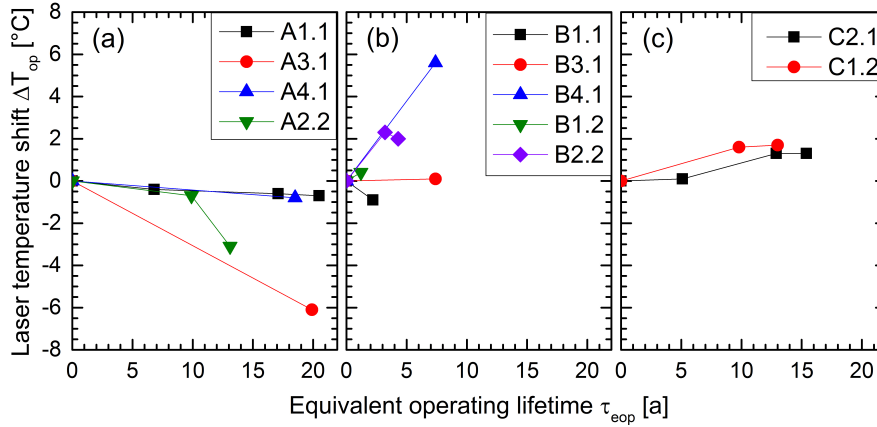 Laser temperature shift ΔT_op [°C]
8
6
4
2
0
-2
-4
-6
-8
(a)
A1.1
A3.1
A4.1
A2.2
(b)
B1.1
B3.1
B4.1
B1.2
B2.2
(c)
C2.1
C1.2
0 5 10 15 20 0 5 10 15 20 0 5 10 15 20
Equivalent operating lifetime τ_eop [a]